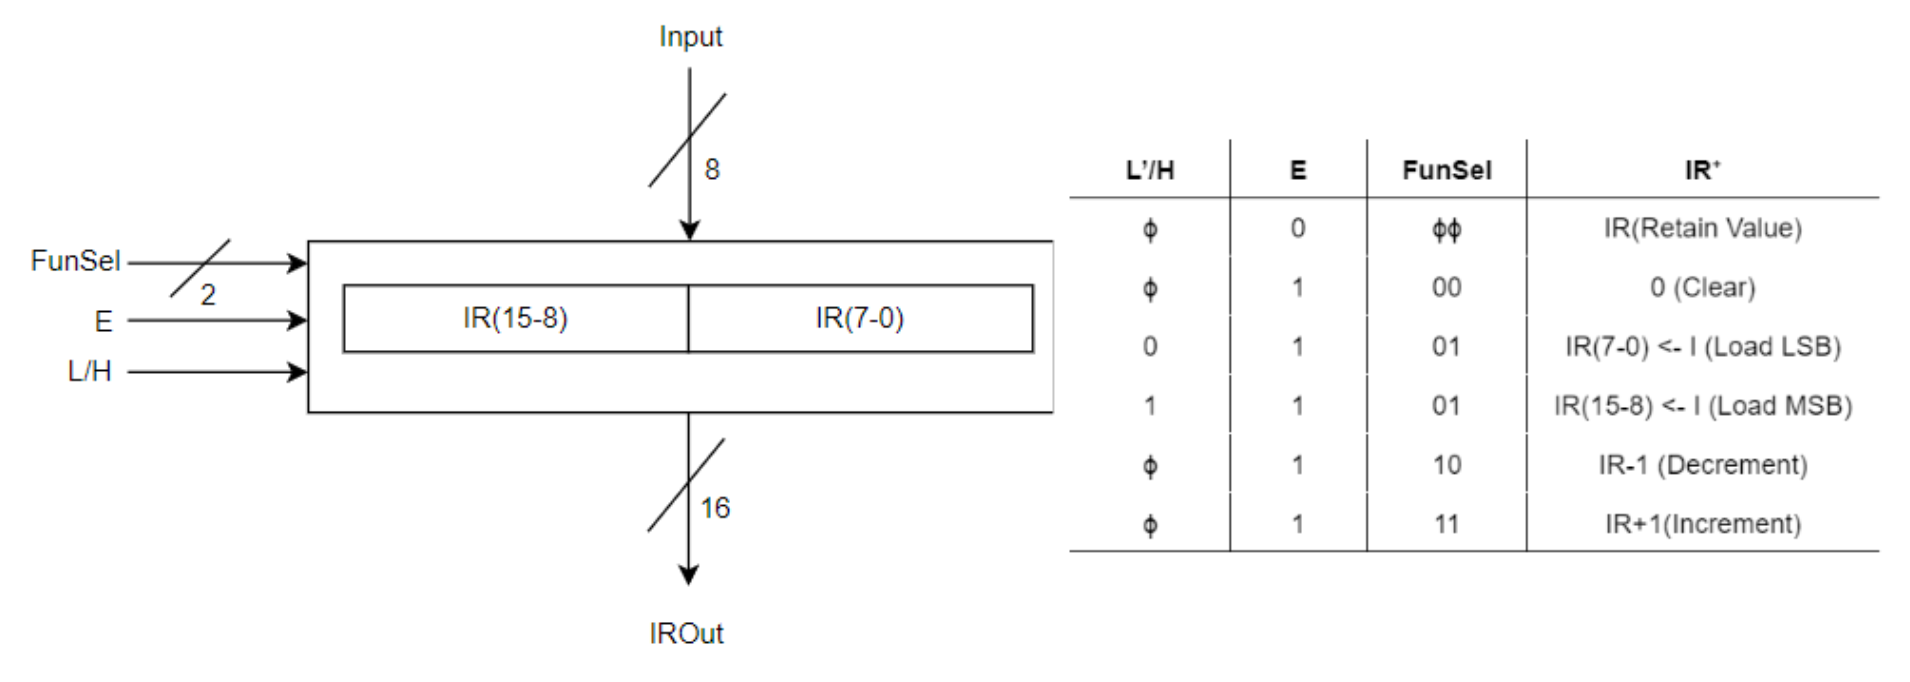 Input
8
FunSel
2
E
L/H
IR(15-8) IR(7-0)
16
IROut
L'/H E FunSel IR⁺
ϕ 0 ϕϕ IR(Retain Value)
ϕ 1 00 0 (Clear)
0 1 01 IR(7-0) <- I (Load LSB)
1 1 01 IR(15-8) <- I (Load MSB)
ϕ 1 10 IR-1 (Decrement)
ϕ 1 11 IR+1(Increment)